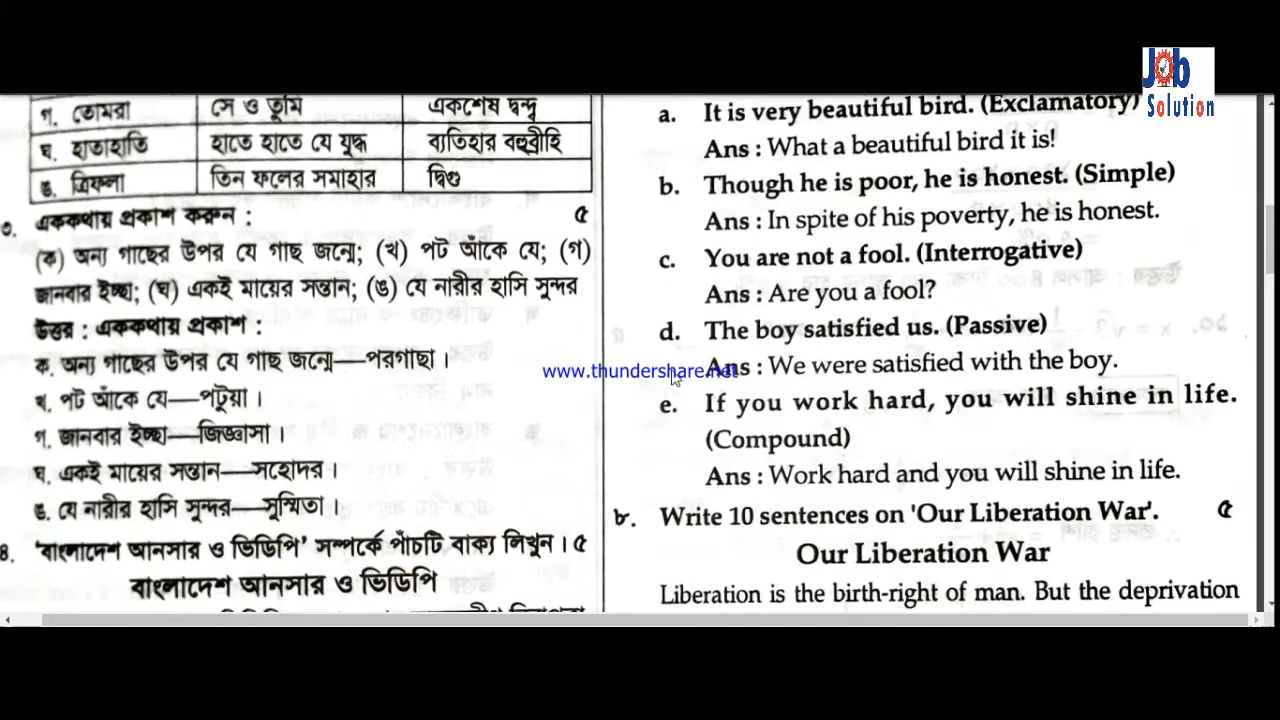 Job
Solution
গ. তোমরা সে ও তুমি একশেষ দ্বন্দ্ব
ঘ. হাতাহাতি হাতে হাতে যে যুদ্ধ ব্যতিহার বহুব্রীহি
ঙ. ত্রিফলা তিন ফলের সমাহার দ্বিগু
৩. এককথায় প্রকাশ করুন : ৫
(ক) অন্য গাছের উপর যে গাছ জন্মে; (খ) পট আঁকে যে; (গ)
জানবার ইচ্ছা; (ঘ) একই মায়ের সন্তান; (ঙ) যে নারীর হাসি সুন্দর
উত্তর : এককথায় প্রকাশ :
ক. অন্য গাছের উপর যে গাছ জন্মে—পরগাছা।
খ. পট আঁকে যে—পটুয়া।
গ. জানবার ইচ্ছা—জিজ্ঞাসা।
ঘ. একই মায়ের সন্তান—সহোদর।
ঙ. যে নারীর হাসি সুন্দর—সুস্মিতা।
৪. 'বাংলাদেশ আনসার ও ভিডিপি' সম্পর্কে পাঁচটি বাক্য লিখুন। ৫
বাংলাদেশ আনসার ও ভিডিপি
a. It is very beautiful bird. (Exclamatory)
Ans : What a beautiful bird it is!
b. Though he is poor, he is honest. (Simple)
Ans : In spite of his poverty, he is honest.
c. You are not a fool. (Interrogative)
Ans : Are you a fool?
d. The boy satisfied us. (Passive)
www.thundershare.net
Ans : We were satisfied with the boy.
e. If you work hard, you will shine in life.
(Compound)
Ans : Work hard and you will shine in life.
৮. Write 10 sentences on 'Our Liberation War'. ৫
Our Liberation War
Liberation is the birth-right of man. But the deprivation